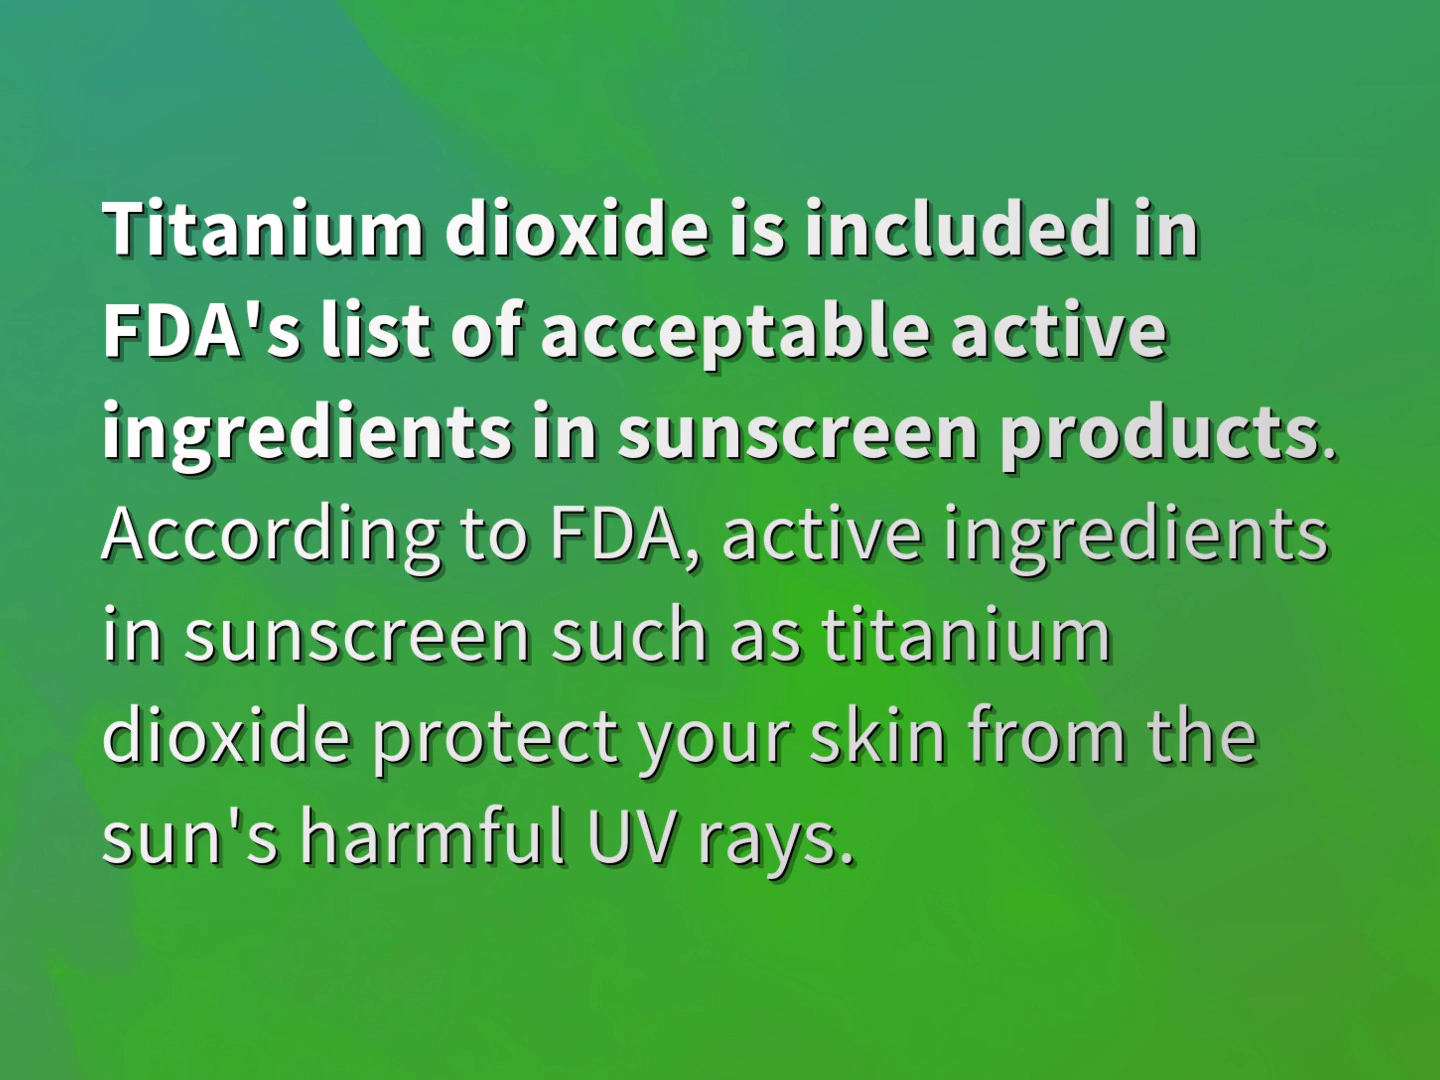 Titanium dioxide is included in
FDA's list of acceptable active
ingredients in sunscreen products.
According to FDA, active ingredients
in sunscreen such as titanium
dioxide protect your skin from the
sun's harmful UV rays.